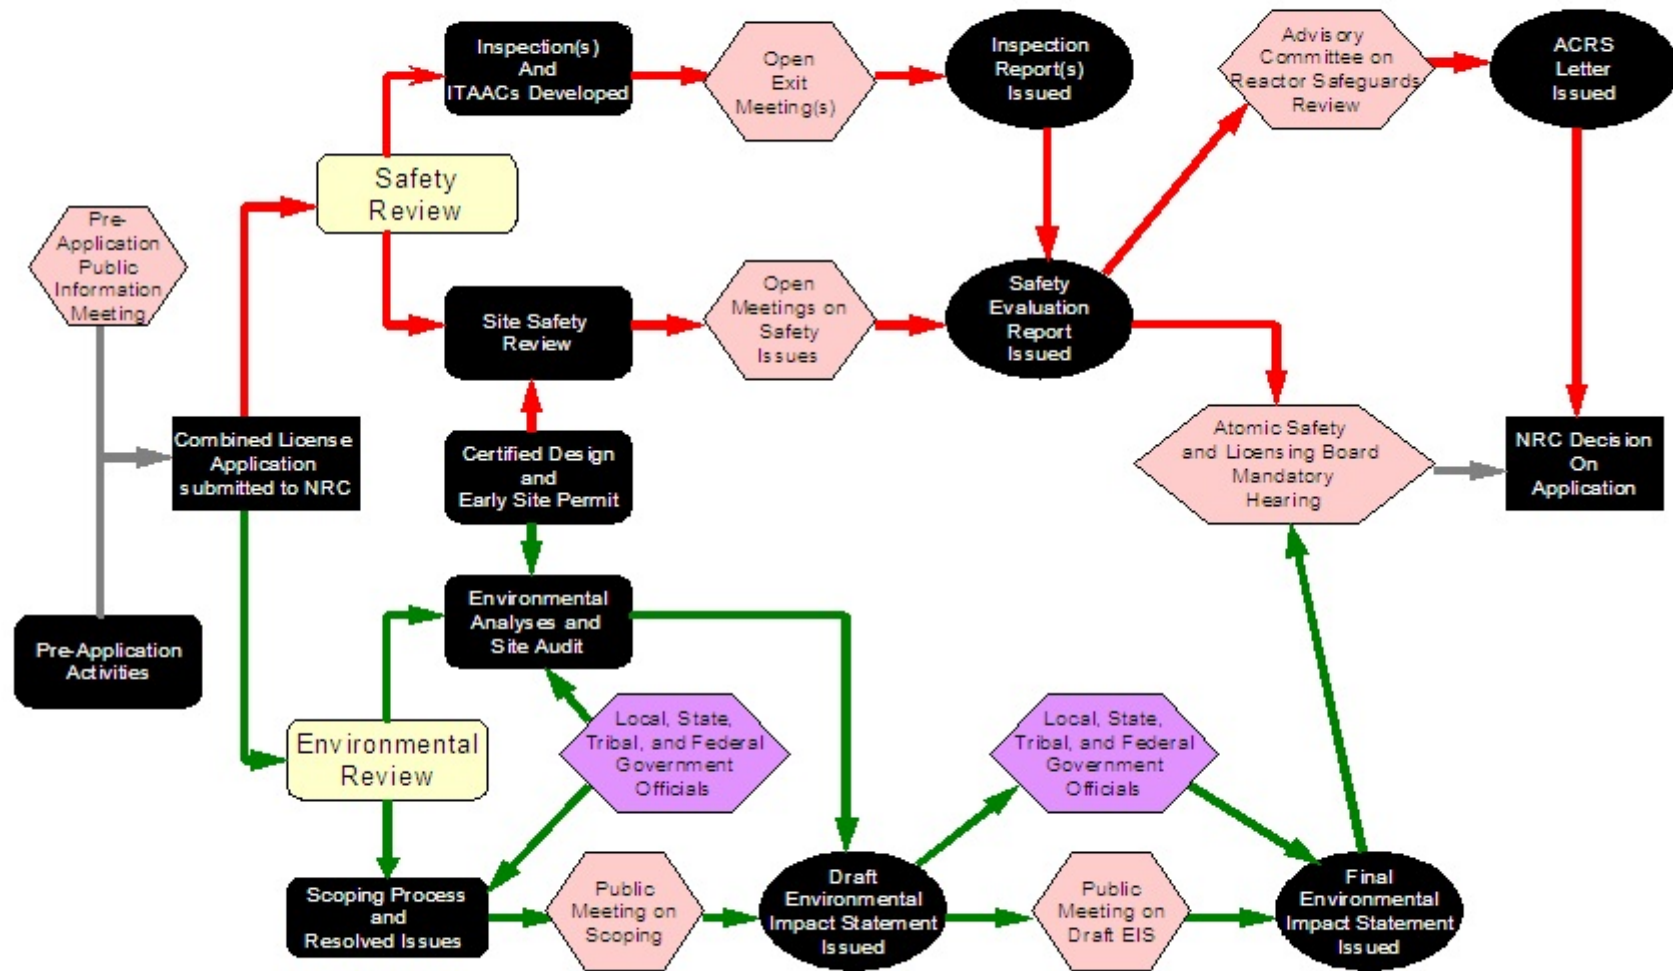 Inspection(s)
And
ITAACs Developed
Open
Exit
Meeting(s)
Inspection
Report(s)
Issued
Advisory
Committee on
Reactor Safeguards
Review
ACRS
Letter
Issued
Safety
Review
Pre-
Application
Public
Information
Meeting
Site Safety
Review
Open
Meetings on
Safety
Issues
Safety
Evaluation
Report
Issued
Combined License
Application
submitted to NRC
Certified Design
and
Early Site Permit
Atomic Safety
and Licensing Board
Mandatory
Hearing
NRC Decision
On
Application
Pre-Application
Activities
Environmental
Analyses and
Site Audit
Environmental
Review
Local, State,
Tribal, and Federal
Government
Officials
Local, State,
Tribal, and Federal
Government
Officials
Scoping Process
and
Resolved Issues
Public
Meeting on
Scoping
Draft
Environmental
Impact Statement
Issued
Public
Meeting on
Draft EIS
Final
Environmental
Impact Statement
Issued